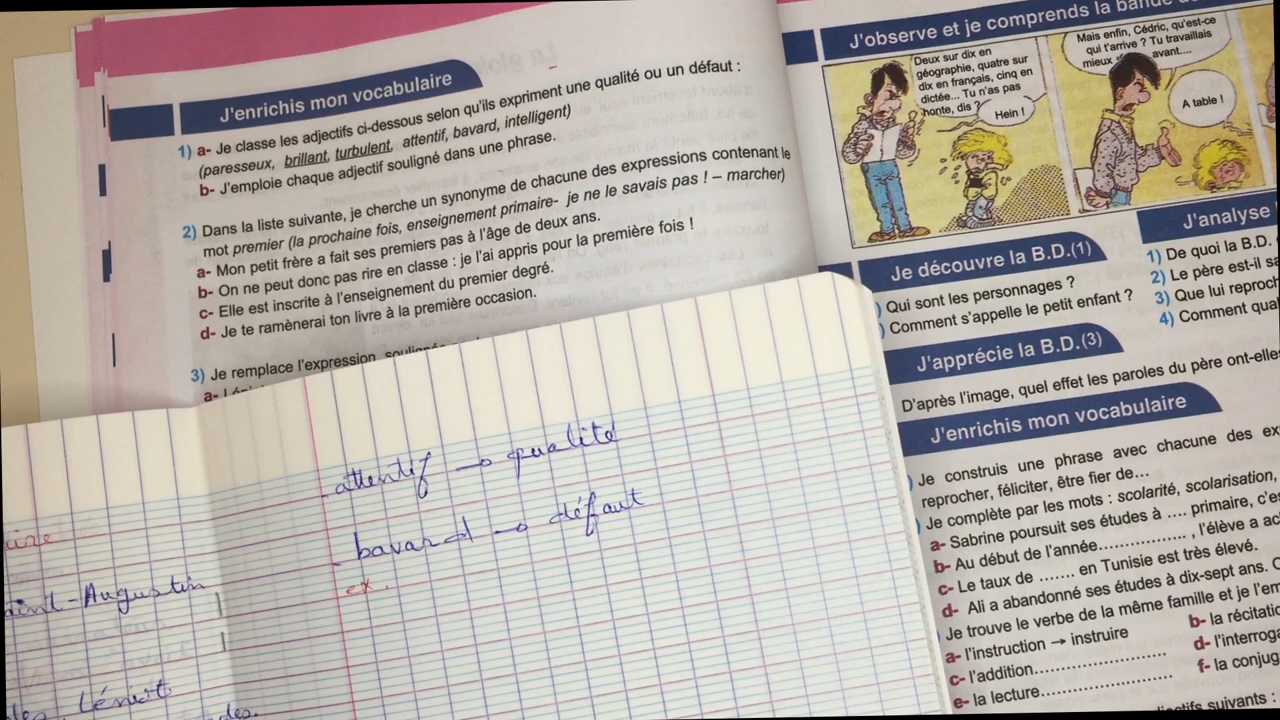 J'enrichis mon vocabulaire
1) a- Je classe les adjectifs ci-dessous selon qu'ils expriment une qualité ou un défaut :
(paresseux, brillant, turbulent, attentif, bavard, intelligent)
b- J'emploie chaque adjectif souligné dans une phrase.
2) Dans la liste suivante, je cherche un synonyme de chacune des expressions contenant le
mot premier (la prochaine fois, enseignement primaire- je ne le savais pas ! – marcher)
a- Mon petit frère a fait ses premiers pas à l'âge de deux ans.
b- On ne peut donc pas rire en classe : je l'ai appris pour la première fois !
c- Elle est inscrite à l'enseignement du premier degré.
d- Je te ramènerai ton livre à la première occasion.
3) Je remplace l'expression
a-
attentif → qualité
bavard → défaut
ex.
-Augustin
J'observe et je comprends la bande
Deux sur dix en
géographie, quatre sur
dix en français, cinq en
dictée... Tu n'as pas
honte, dis ?
Hein !
Mais enfin, Cédric, qu'est-ce
qui t'arrive ? Tu travaillais
mieux avant....
A table !
Je découvre la B.D.(1)
) Qui sont les personnages ?
) Comment s'appelle le petit enfant ?
J'analyse
1) De quoi la B.D.
2) Le père est-il
3) Que lui
4) Comment
J'apprécie la B.D.(3)
D'après l'image, quel effet les paroles du père ont-elles
J'enrichis mon vocabulaire
) Je construis une phrase avec chacune des
reprocher, féliciter, être fier de...
) Je complète par les mots : scolarité, scolarisation,
a- Sabrine poursuit ses études à .... primaire,
b- Au début de l'année................, l'élève a
c- Le taux de ....... en Tunisie est très élevé.
d- Ali a abandonné ses études à dix-sept ans.
Je trouve le verbe de la même famille et je
a- l'instruction → instruire
b- la
c- l'addition........................
d-
e- la lecture........................
f- la
suivants :